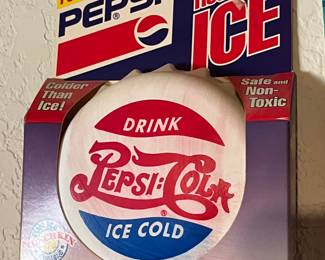 PEPSI
ICE
Colder
Than
Ice!
Safe and
Non-
Toxic
DRINK
PEPSI:COLA
®
ICE COLD